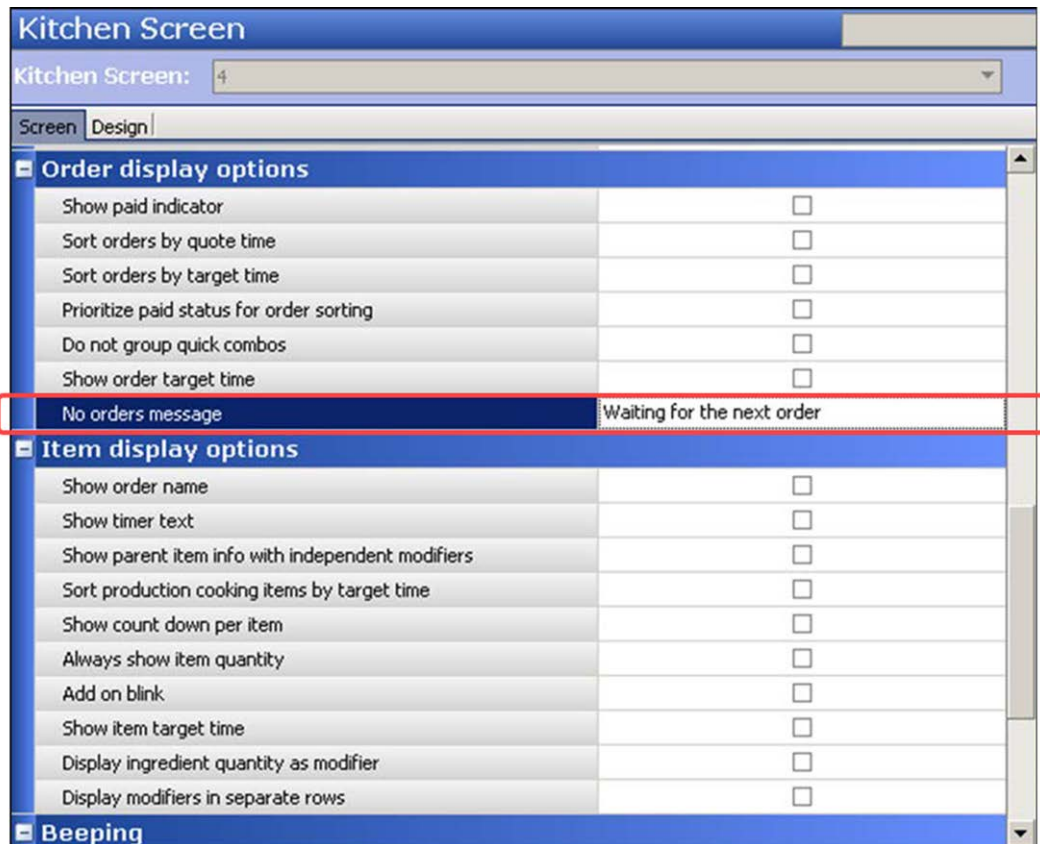 Kitchen Screen
Kitchen Screen: 4
Screen Design
Order display options
Show paid indicator
Sort orders by quote time
Sort orders by target time
Prioritize paid status for order sorting
Do not group quick combos
Show order target time
No orders message Waiting for the next order
Item display options
Show order name
Show timer text
Show parent item info with independent modifiers
Sort production cooking items by target time
Show count down per item
Always show item quantity
Add on blink
Show item target time
Display ingredient quantity as modifier
Display modifiers in separate rows
Beeping